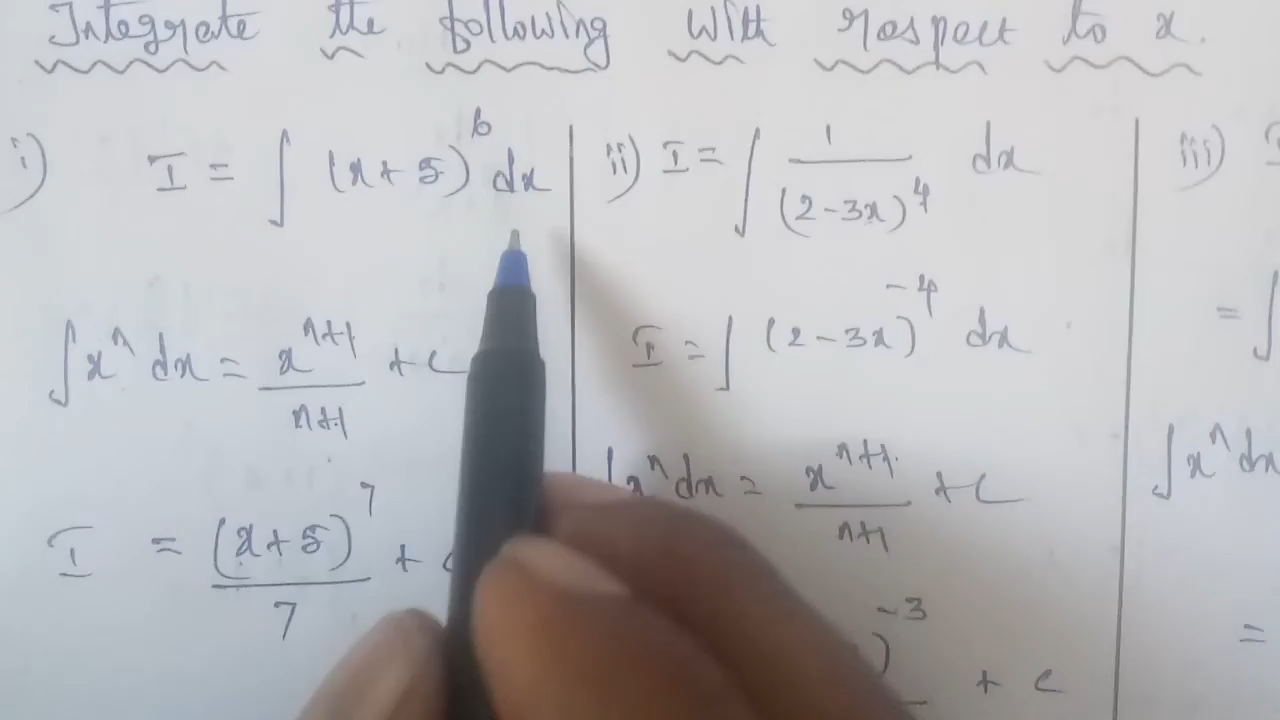 Integrate the following with respect to x.
i) I = ∫ (x+5)^6 dx
∫ x^n dx = x^(n+1)/(n+1) + c
I = (x+5)^7/7 +
ii) I = ∫ 1/(2-3x)^4 dx
I = ∫ (2-3x)^-4 dx
∫ x^n dx = x^(n+1)/(n+1) + c
)^-3 + c
iii)
= ∫
∫ x^n dx
=